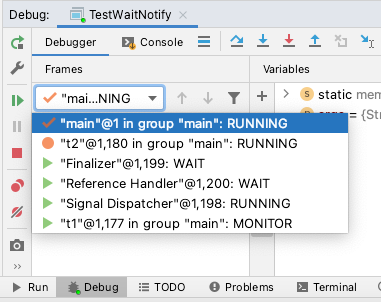 Debug: TestWaitNotify
Debugger Console
Frames Variables
"mai...NING
static mem
"main"@1 in group "main": RUNNING
"t2"@1,180 in group "main": RUNNING
"Finalizer"@1,199: WAIT
"Reference Handler"@1,200: WAIT
"Signal Dispatcher"@1,198: RUNNING
"t1"@1,177 in group "main": MONITOR
Run Debug TODO Problems Terminal